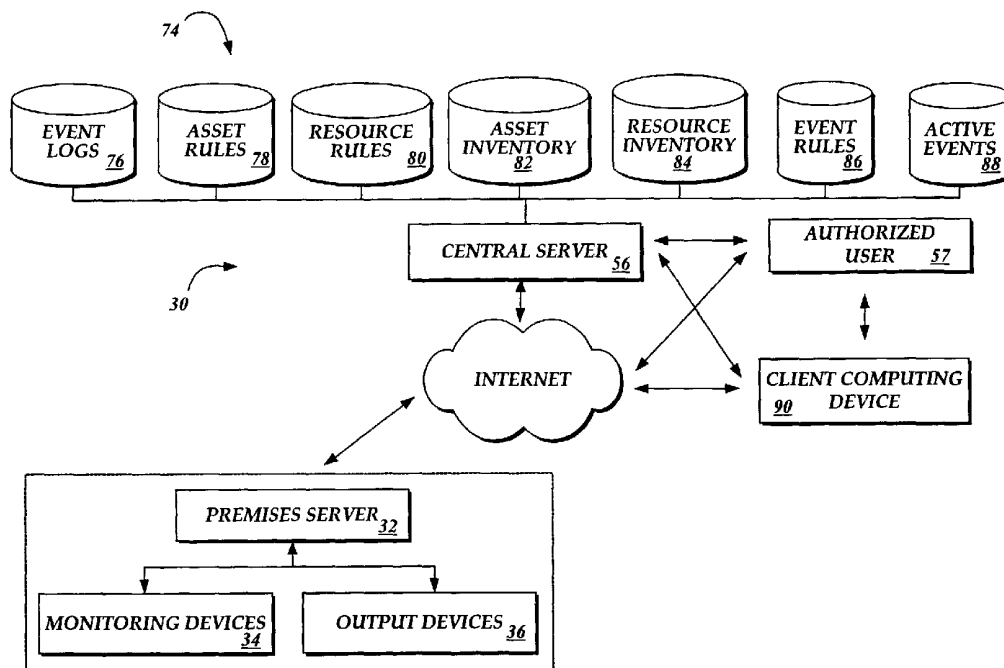 74
EVENT
LOGS 76
ASSET
RULES 78
RESOURCE
RULES 80
ASSET
INVENTORY
82
RESOURCE
INVENTORY
84
EVENT
RULES
86
ACTIVE
EVENTS
88
CENTRAL SERVER
56
AUTHORIZED
USER 57
30
INTERNET
CLIENT COMPUTING
90 DEVICE
PREMISES SERVER
32
MONITORING DEVICES
34
OUTPUT DEVICES
36